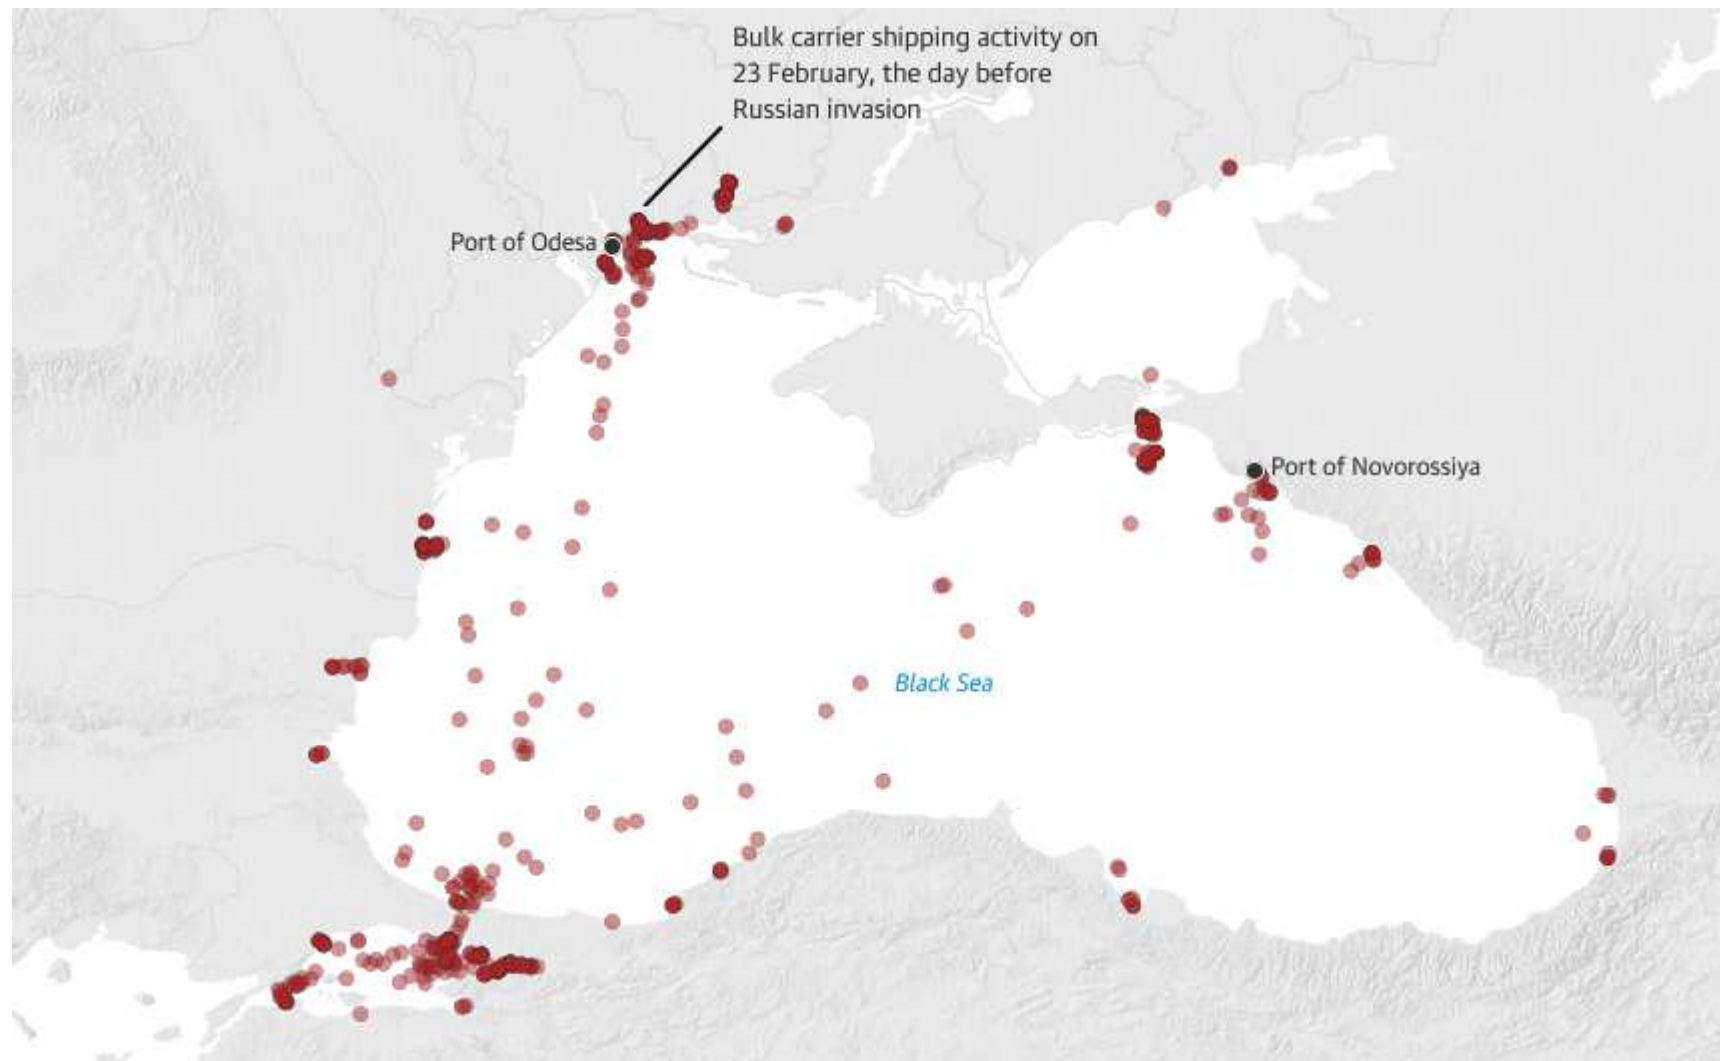 Bulk carrier shipping activity on
23 February, the day before
Russian invasion
Port of Odesa
Port of Novorossiya
Black Sea